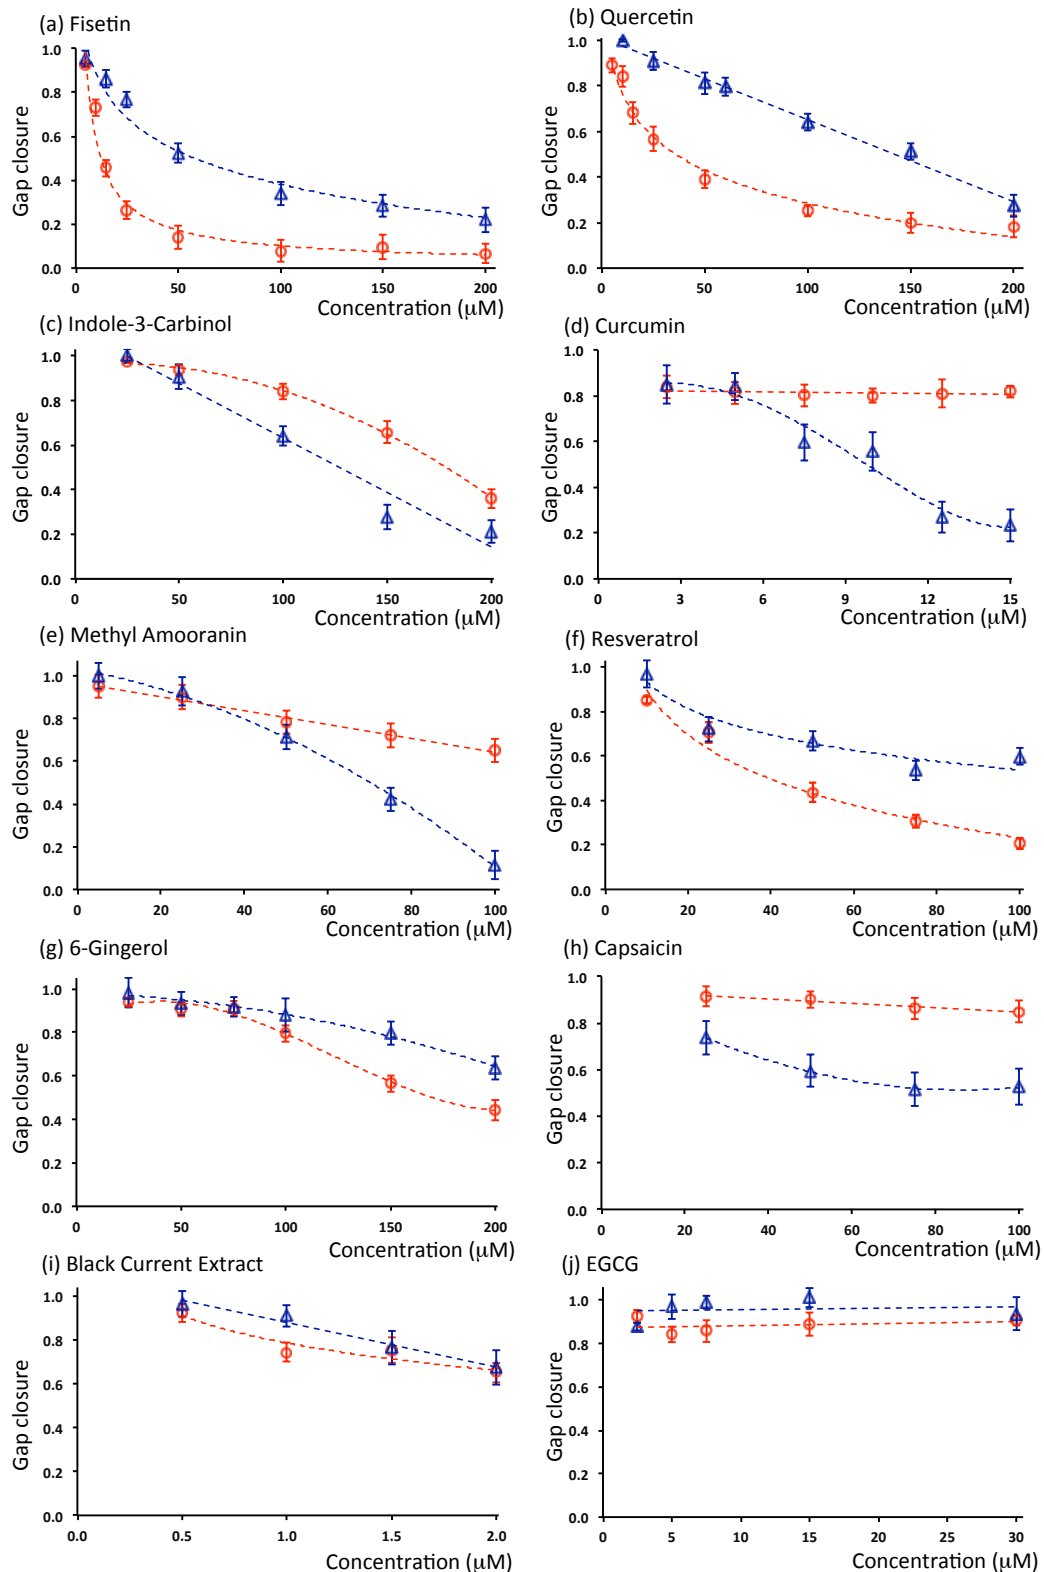 (a) Fisetin
Gap closure
1.0
0.8
0.6
0.4
0.2
0.0
0 50 100 150 200
Concentration (μM)
(b) Quercetin
Gap closure
1.0
0.8
0.6
0.4
0.2
0.0
0 50 100 150 200
Concentration (μM)
(c) Indole-3-Carbinol
Gap closure
1.0
0.8
0.6
0.4
0.2
0.0
0 50 100 150 200
Concentration (μM)
(d) Curcumin
Gap closure
1.0
0.8
0.6
0.4
0.2
0.0
0 3 6 9 12 15
Concentration (μM)
(e) Methyl Amooranin
Gap closure
1.0
0.8
0.6
0.4
0.2
0.0
0 20 40 60 80 100
Concentration (μM)
(f) Resveratrol
Gap closure
1.0
0.8
0.6
0.4
0.2
0.0
0 20 40 60 80 100
Concentration (μM)
(g) 6-Gingerol
Gap closure
1.0
0.8
0.6
0.4
0.2
0.0
0 50 100 150 200
Concentration (μM)
(h) Capsaicin
Gap closure
1.0
0.8
0.6
0.4
0.2
0.0
0 20 40 60 80 100
Concentration (μM)
(i) Black Current Extract
Gap closure
1.0
0.8
0.6
0.4
0.2
0.0
0.0 0.5 1.0 1.5 2.0
Concentration (μM)
(j) EGCG
Gap closure
1.0
0.8
0.6
0.4
0.2
0.0
0 5 10 15 20 25 30
Concentration (μM)